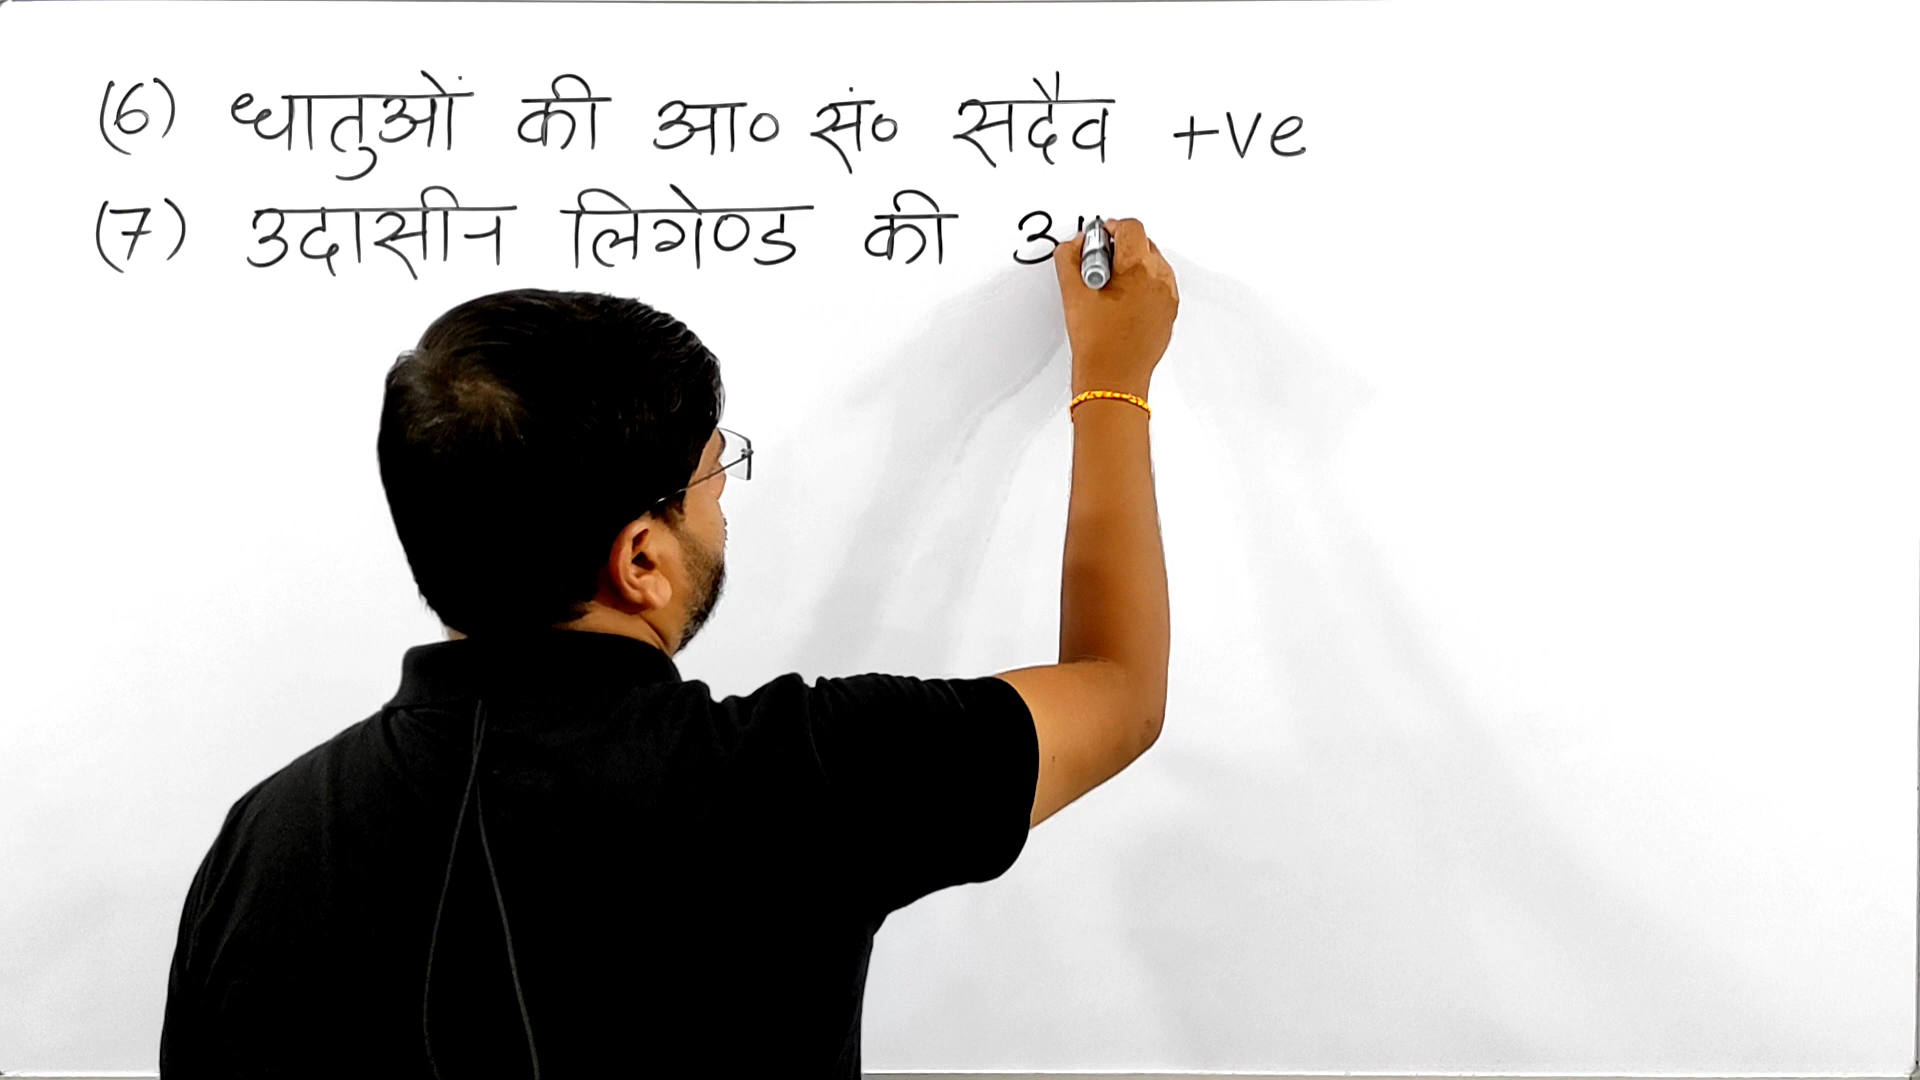 (6) धातुओं की आ० सं० सदैव +ve
(7) उदासीन लिगेण्ड की